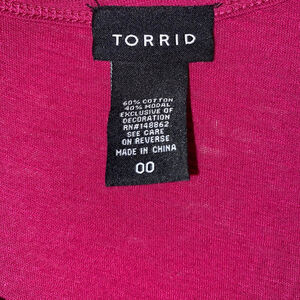 TORRID
60% COTTON
40% MODAL
EXCLUSIVE OF
DECORATION
RN#148862
SEE CARE
ON REVERSE
MADE IN CHINA
00